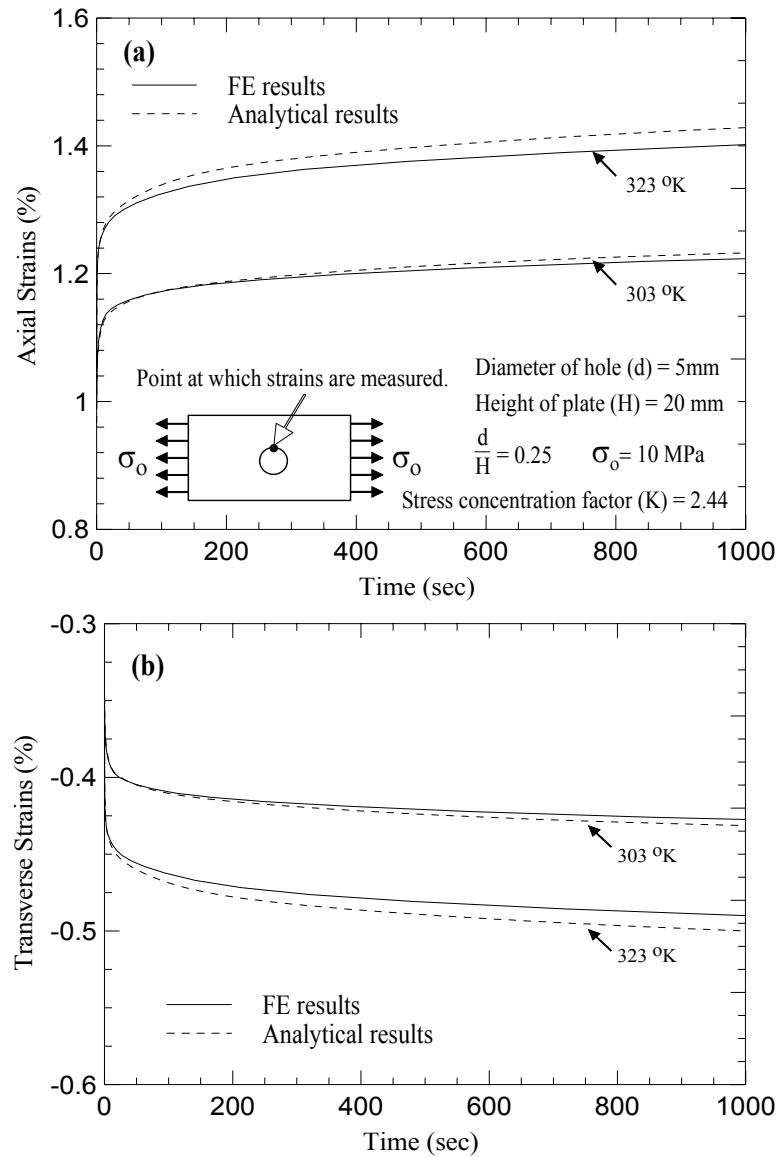 (a)
FE results
Analytical results
1.6
1.4
1.2
1
0.8
Axial Strains (%)
323 °K
303 °K
Point at which strains are measured.
σo
σo
Diameter of hole (d) = 5mm
Height of plate (H) = 20 mm
d
H
= 0.25
σo= 10 MPa
Stress concentration factor (K) = 2.44
0 200 400 600 800 1000
Time (sec)
(b)
-0.3
-0.4
-0.5
-0.6
Transverse Strains (%)
303 °K
323 °K
FE results
Analytical results
0 200 400 600 800 1000
Time (sec)